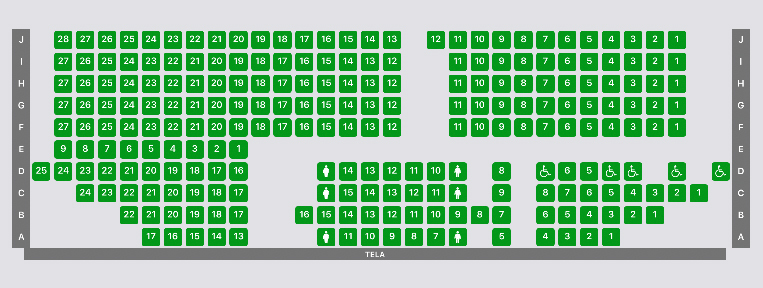 J 28 27 26 25 24 23 22 21 20 19 18 17 16 15 14 13 12 11 10 9 8 7 6 5 4 3 2 1 J
I 27 26 25 24 23 22 21 20 19 18 17 16 15 14 13 12 11 10 9 8 7 6 5 4 3 2 1 I
H 27 26 25 24 23 22 21 20 19 18 17 16 15 14 13 12 11 10 9 8 7 6 5 4 3 2 1 H
G 27 26 25 24 23 22 21 20 19 18 17 16 15 14 13 12 11 10 9 8 7 6 5 4 3 2 1 G
F 27 26 25 24 23 22 21 20 19 18 17 16 15 14 13 12 11 10 9 8 7 6 5 4 3 2 1 F
E 9 8 7 6 5 4 3 2 1 E
D 25 24 23 22 21 20 19 18 17 16 14 13 12 11 10 8 6 5 D
C 24 23 22 21 20 19 18 17 15 14 13 12 11 9 8 7 6 5 4 3 2 1 C
B 22 21 20 19 18 17 16 15 14 13 12 11 10 9 8 7 6 5 4 3 2 1 B
A 17 16 15 14 13 11 10 9 8 7 5 4 3 2 1 A
TELA